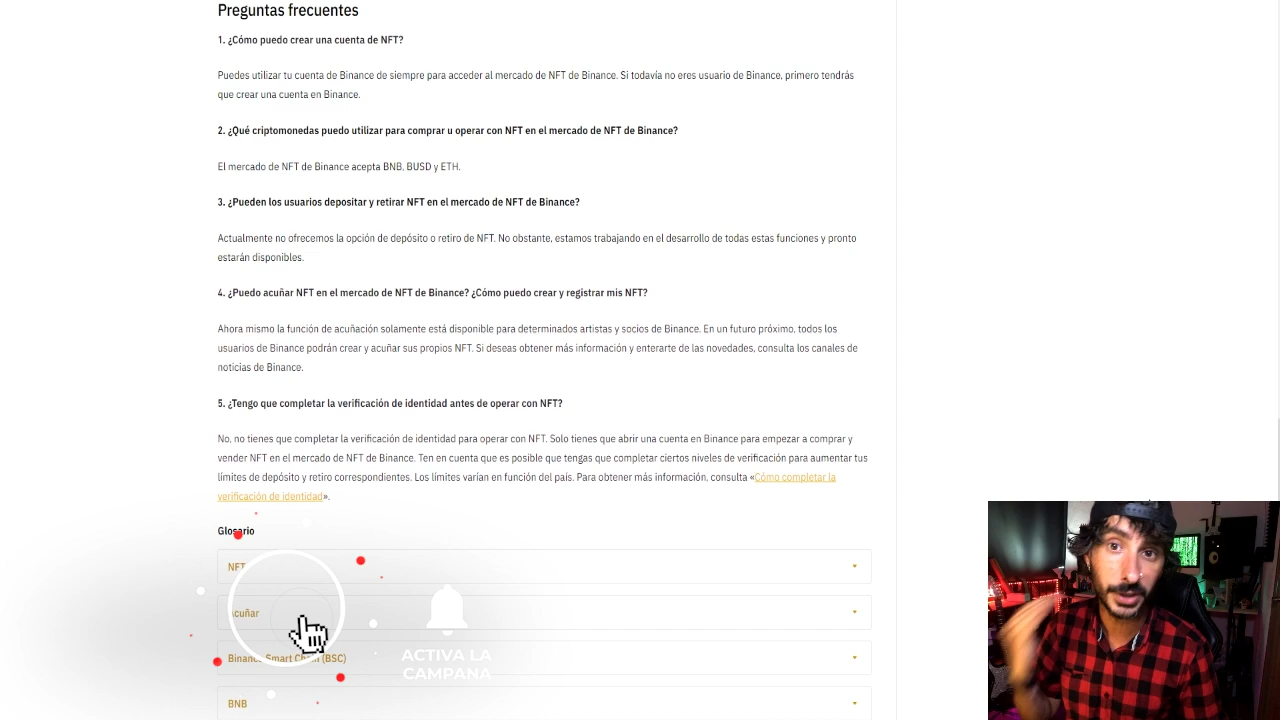 Preguntas frecuentes
1. ¿Cómo puedo crear una cuenta de NFT?
Puedes utilizar tu cuenta de Binance de siempre para acceder al mercado de NFT de Binance. Si todavía no eres usuario de Binance, primero tendrás
que crear una cuenta en Binance.
2. ¿Qué criptomonedas puedo utilizar para comprar u operar con NFT en el mercado de NFT de Binance?
El mercado de NFT de Binance acepta BNB, BUSD y ETH.
3. ¿Pueden los usuarios depositar y retirar NFT en el mercado de NFT de Binance?
Actualmente no ofrecemos la opción de depósito o retiro de NFT. No obstante, estamos trabajando en el desarrollo de todas estas funciones y pronto
estarán disponibles.
4. ¿Puedo acuñar NFT en el mercado de NFT de Binance? ¿Cómo puedo crear y registrar mis NFT?
Ahora mismo la función de acuñación solamente está disponible para determinados artistas y socios de Binance. En un futuro próximo, todos los
usuarios de Binance podrán crear y acuñar sus propios NFT. Si deseas obtener más información y enterarte de las novedades, consulta los canales de
noticias de Binance.
5. ¿Tengo que completar la verificación de identidad antes de operar con NFT?
No, no tienes que completar la verificación de identidad para operar con NFT. Solo tienes que abrir una cuenta en Binance para empezar a comprar y
vender NFT en el mercado de NFT de Binance. Ten en cuenta que es posible que tengas que completar ciertos niveles de verificación para aumentar tus
límites de depósito y retiro correspondientes. Los límites varían en función del país. Para obtener más información, consulta «Cómo completar la
verificación de identidad».
Glosario
NFT
Acuñar
Binance Smart Chain (BSC)
BNB
ACTIVA LA
CAMPANA